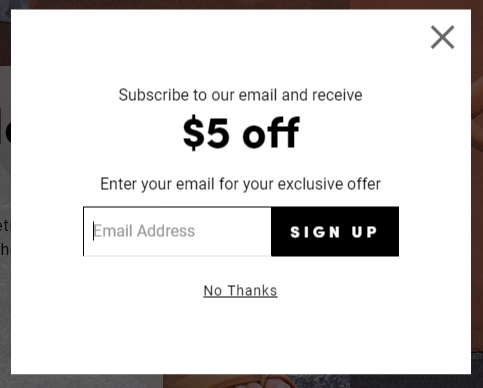 Subscribe to our email and receive
$5 off
Enter your email for your exclusive offer
Email Address
SIGN UP
No Thanks